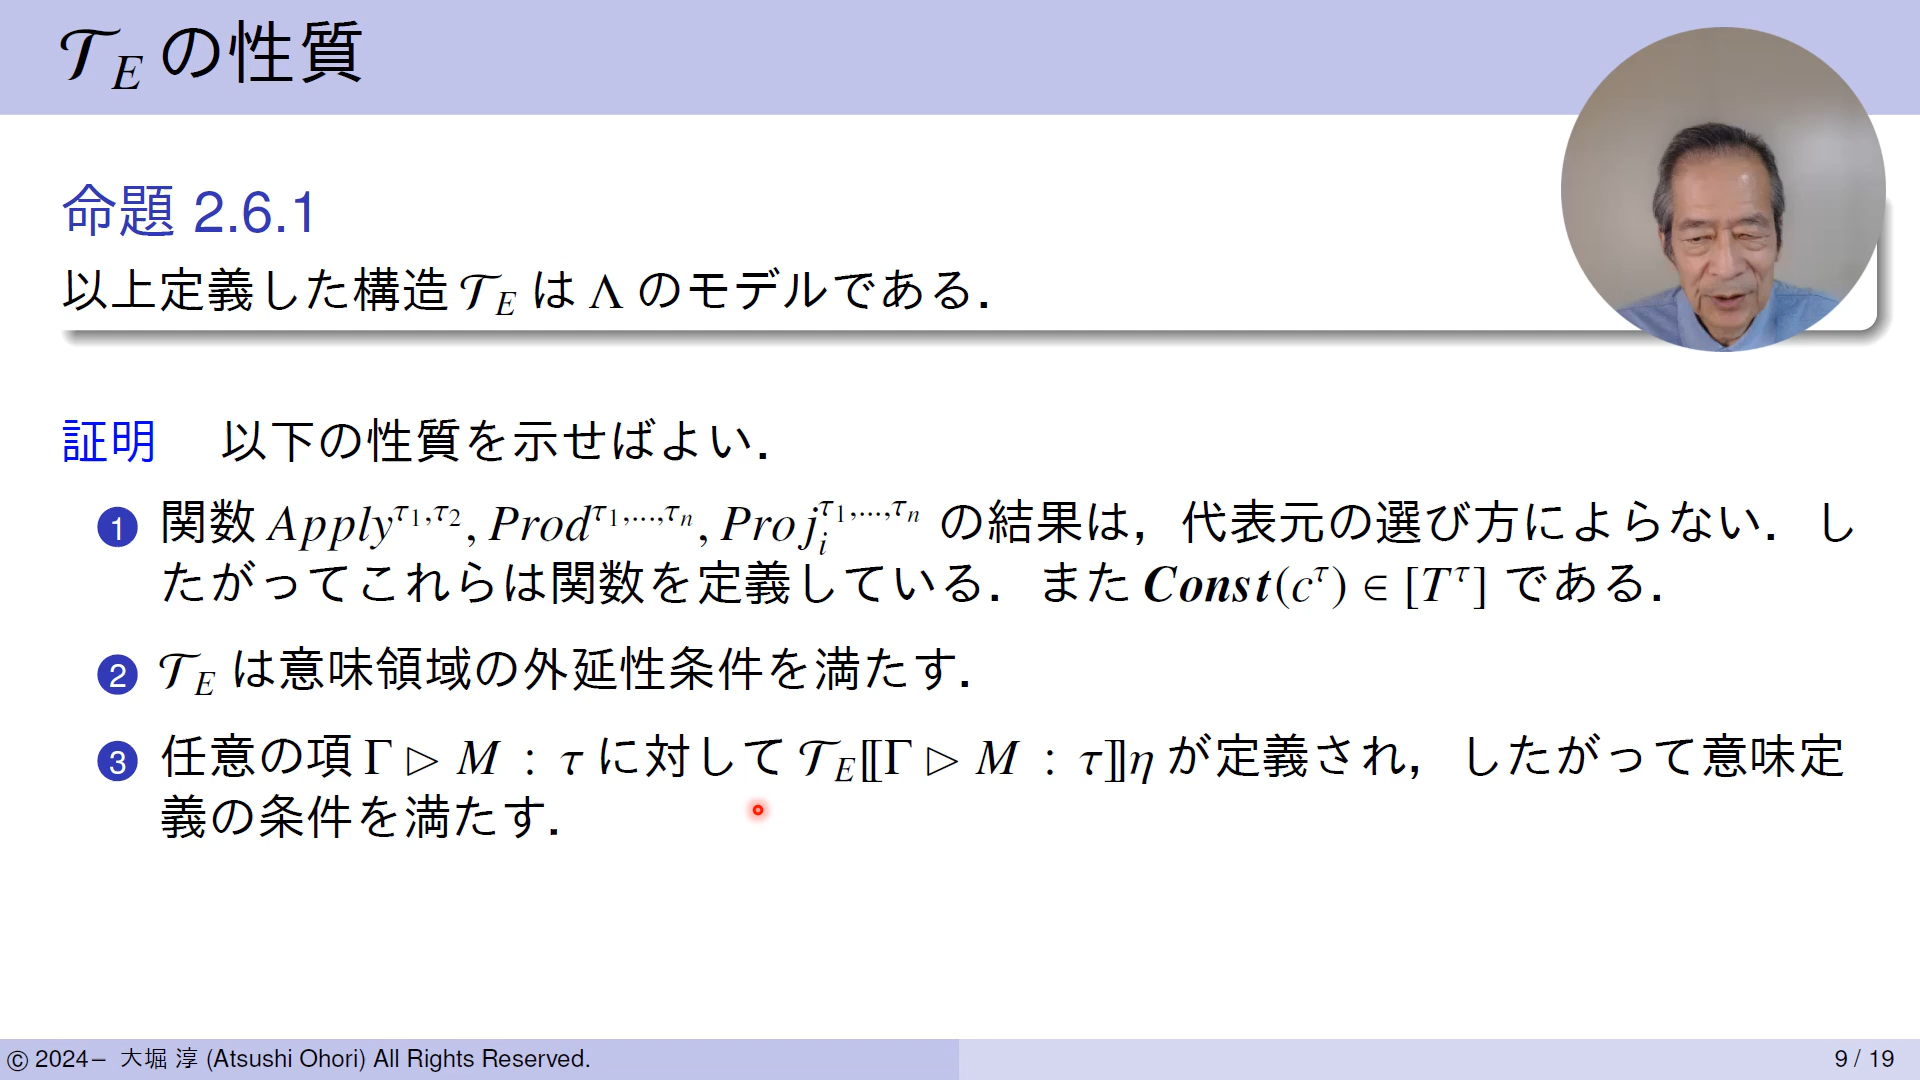 𝒯_E の性質
命題 2.6.1
以上定義した構造 𝒯_E は Λ のモデルである．
証明　以下の性質を示せばよい．
1 関数 Apply^{τ1,τ2}, Prod^{τ1,…,τn}, Proj_i^{τ1,…,τn} の結果は，代表元の選び方によらない．し
たがってこれらは関数を定義している．また Const(c^τ) ∈ [T^τ] である．
2 𝒯_E は意味領域の外延性条件を満たす．
3 任意の項 Γ ▷ M : τ に対して 𝒯_E⟦Γ ▷ M : τ⟧η が定義され，したがって意味定
義の条件を満たす．
© 2024− 大堀 淳 (Atsushi Ohori) All Rights Reserved.
9 / 19